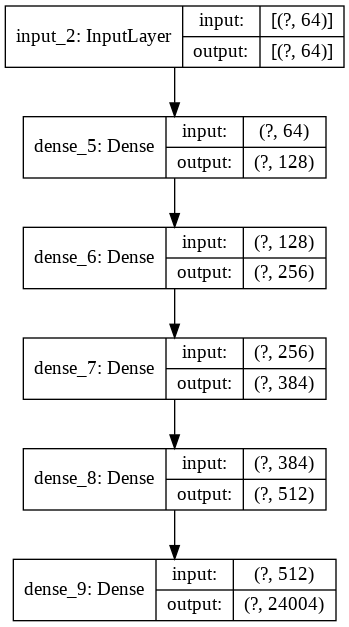 input_2: InputLayer input: [(?, 64)]
output: [(?, 64)]
dense_5: Dense input: (?, 64)
output: (?, 128)
dense_6: Dense input: (?, 128)
output: (?, 256)
dense_7: Dense input: (?, 256)
output: (?, 384)
dense_8: Dense input: (?, 384)
output: (?, 512)
dense_9: Dense input: (?, 512)
output: (?, 24004)